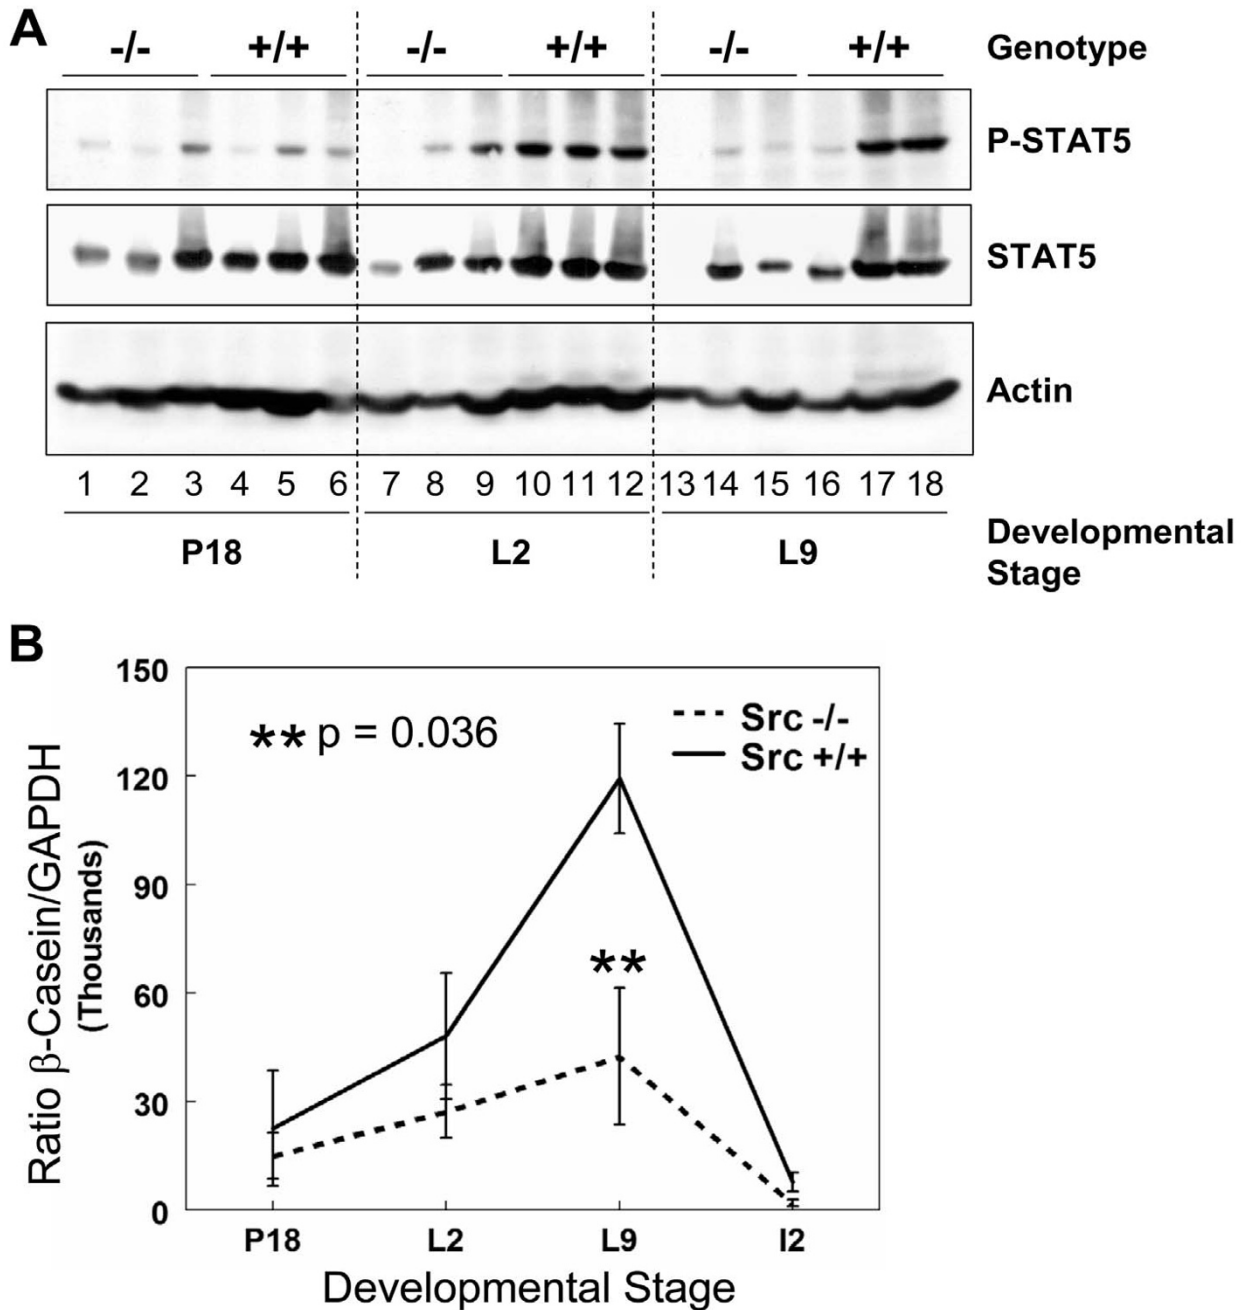 A
-/- +/+ -/- +/+ -/- +/+ Genotype
P-STAT5
STAT5
Actin
1 2 3 4 5 6 7 8 9 10 11 12 13 14 15 16 17 18
P18 L2 L9 Developmental
Stage
B
150
120
90
60
30
0
Ratio β-Casein/GAPDH
(Thousands)
** p = 0.036
Src -/-
Src +/+
**
P18 L2 L9 I2
Developmental Stage